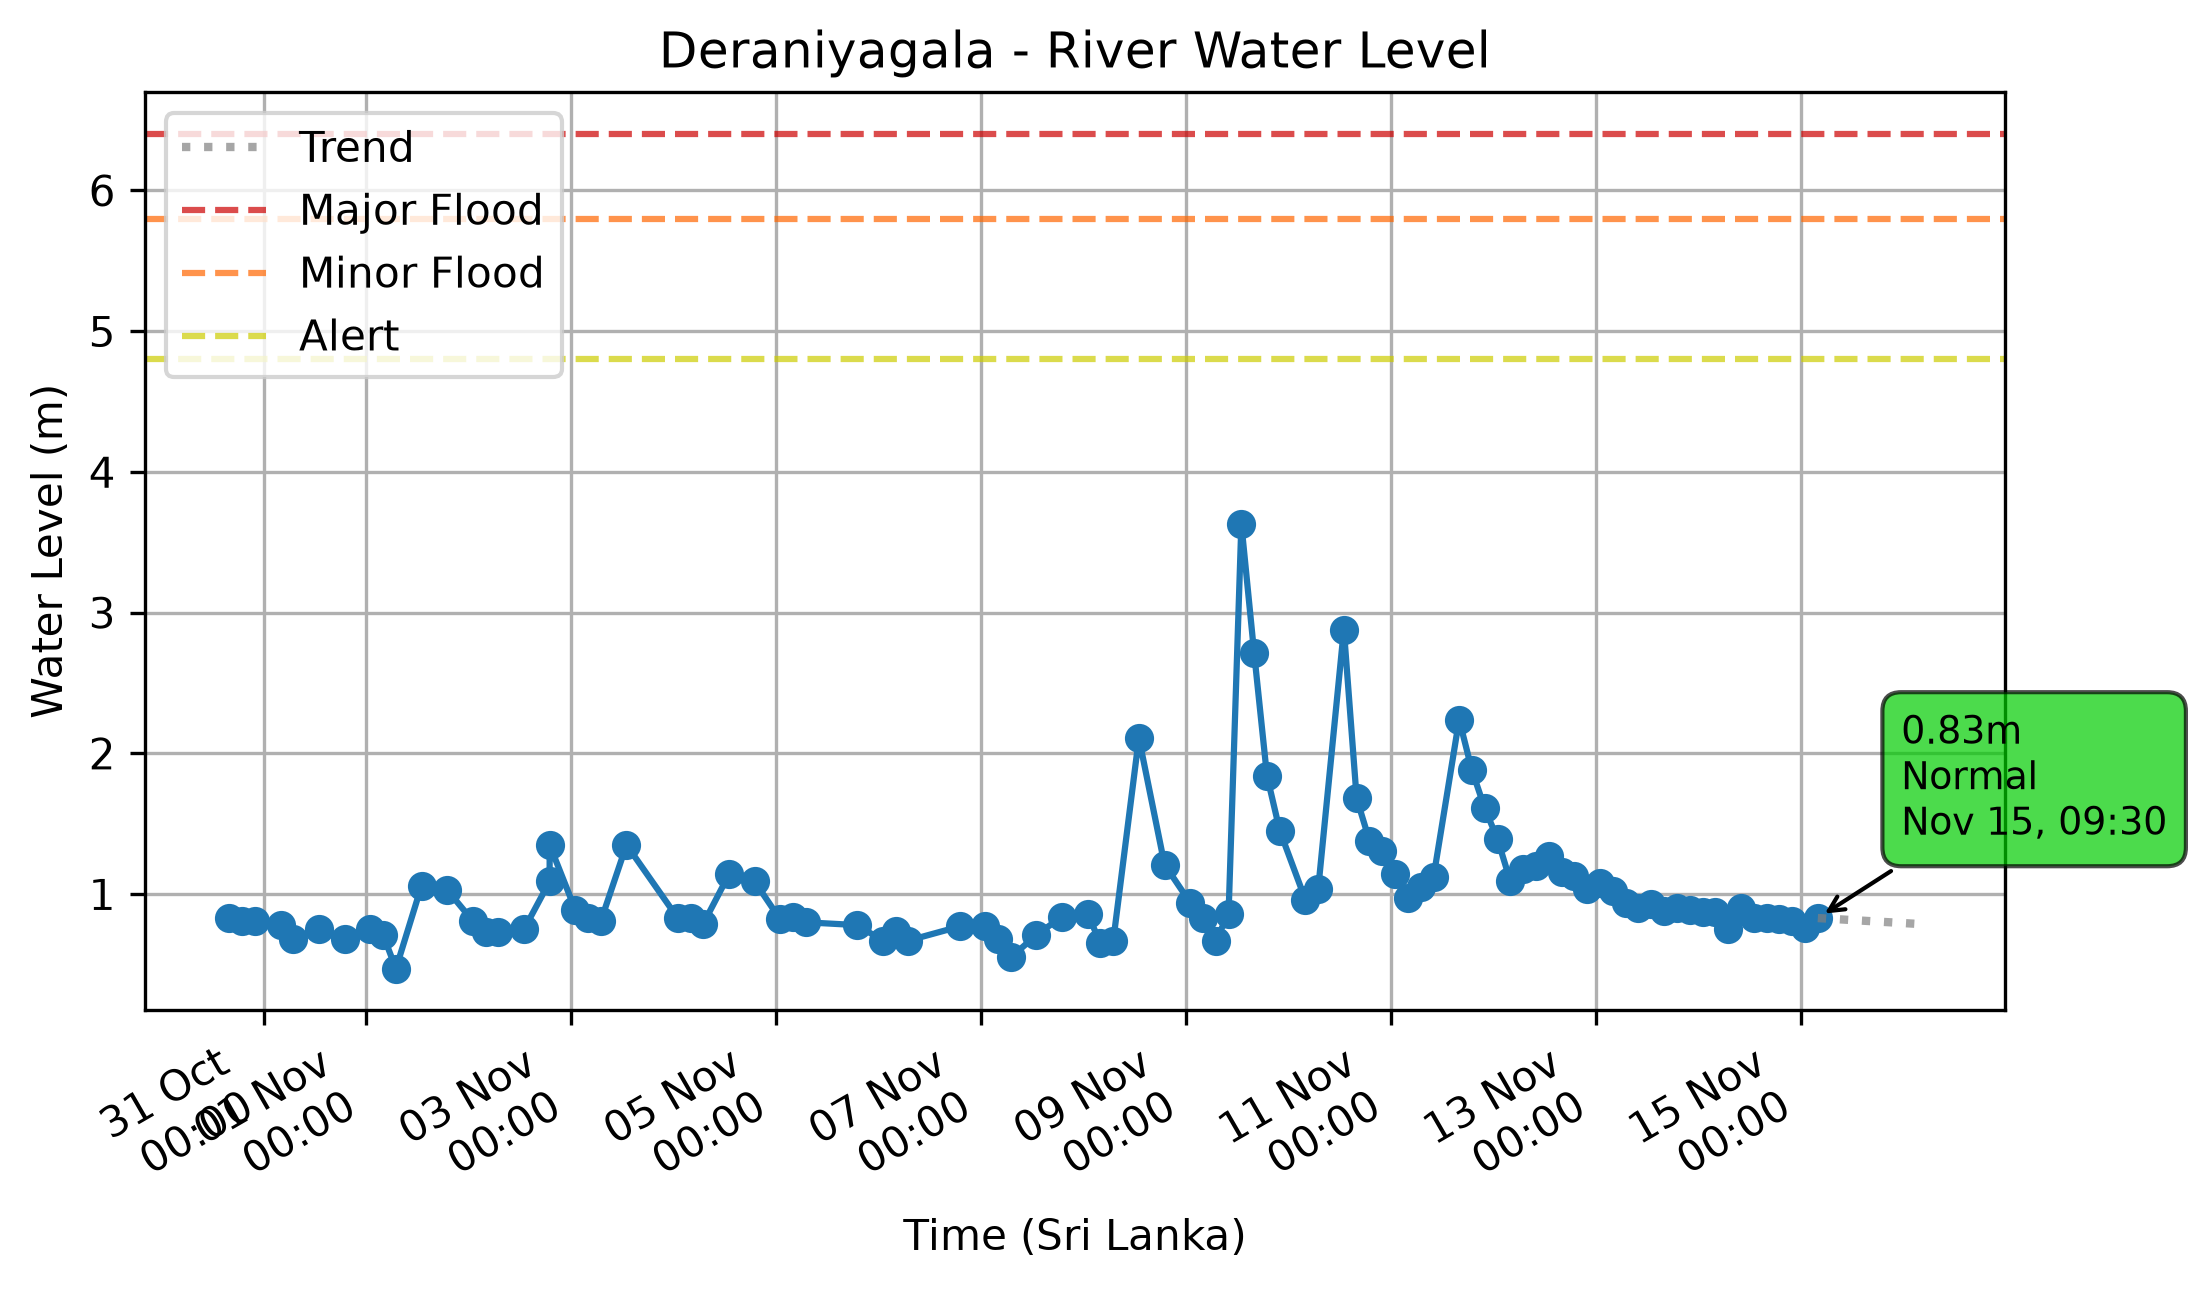 Deraniyagala - River Water Level
Trend
Major Flood
Minor Flood
Alert
6
5
4
3
2
1
Water Level (m)
0.83m
Normal
Nov 15, 09:30
31 Oct
00:00
01 Nov
00:00
03 Nov
00:00
05 Nov
00:00
07 Nov
00:00
09 Nov
00:00
11 Nov
00:00
13 Nov
00:00
15 Nov
00:00
Time (Sri Lanka)